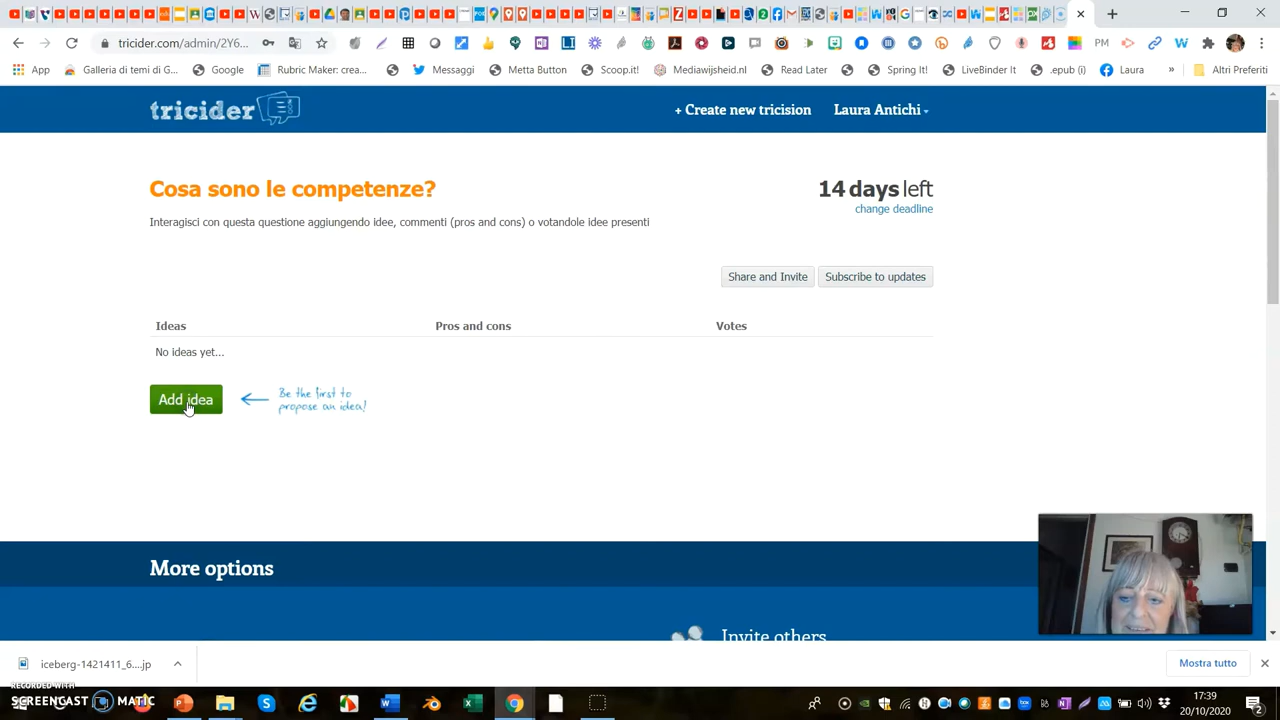 tricider.com/admin/2Y6...
PM
App
Galleria di temi di G...
Google
Rubric Maker: crea...
Messaggi
Metta Button
Scoop.it!
Mediawijsheid.nl
Read Later
Spring It!
LiveBinder It
.epub (i)
Laura
»
Altri Preferiti
tricider
+ Create new tricision
Laura Antichi
Cosa sono le competenze?
14 days left
change deadline
Interagisci con questa questione aggiungendo idee, commenti (pros and cons) o votandole idee presenti
Share and Invite
Subscribe to updates
Ideas
Pros and cons
Votes
No ideas yet...
Add idea
Be the first to
propose an idea!
More options
Invite others
iceberg-1421411_6....jp
Mostra tutto
RECORDED WITH
SCREENCAST MATIC
17:39
20/10/2020
2